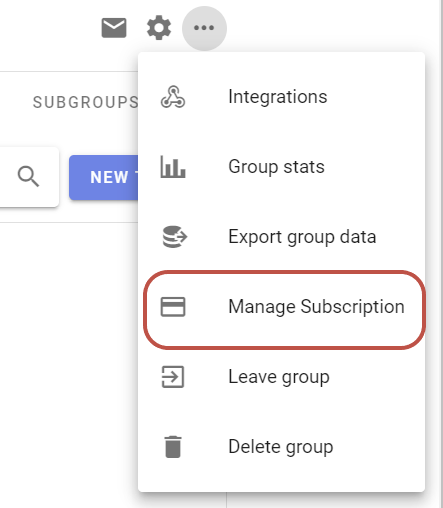 SUBGROUPS
NEW
Integrations
Group stats
Export group data
Manage Subscription
Leave group
Delete group